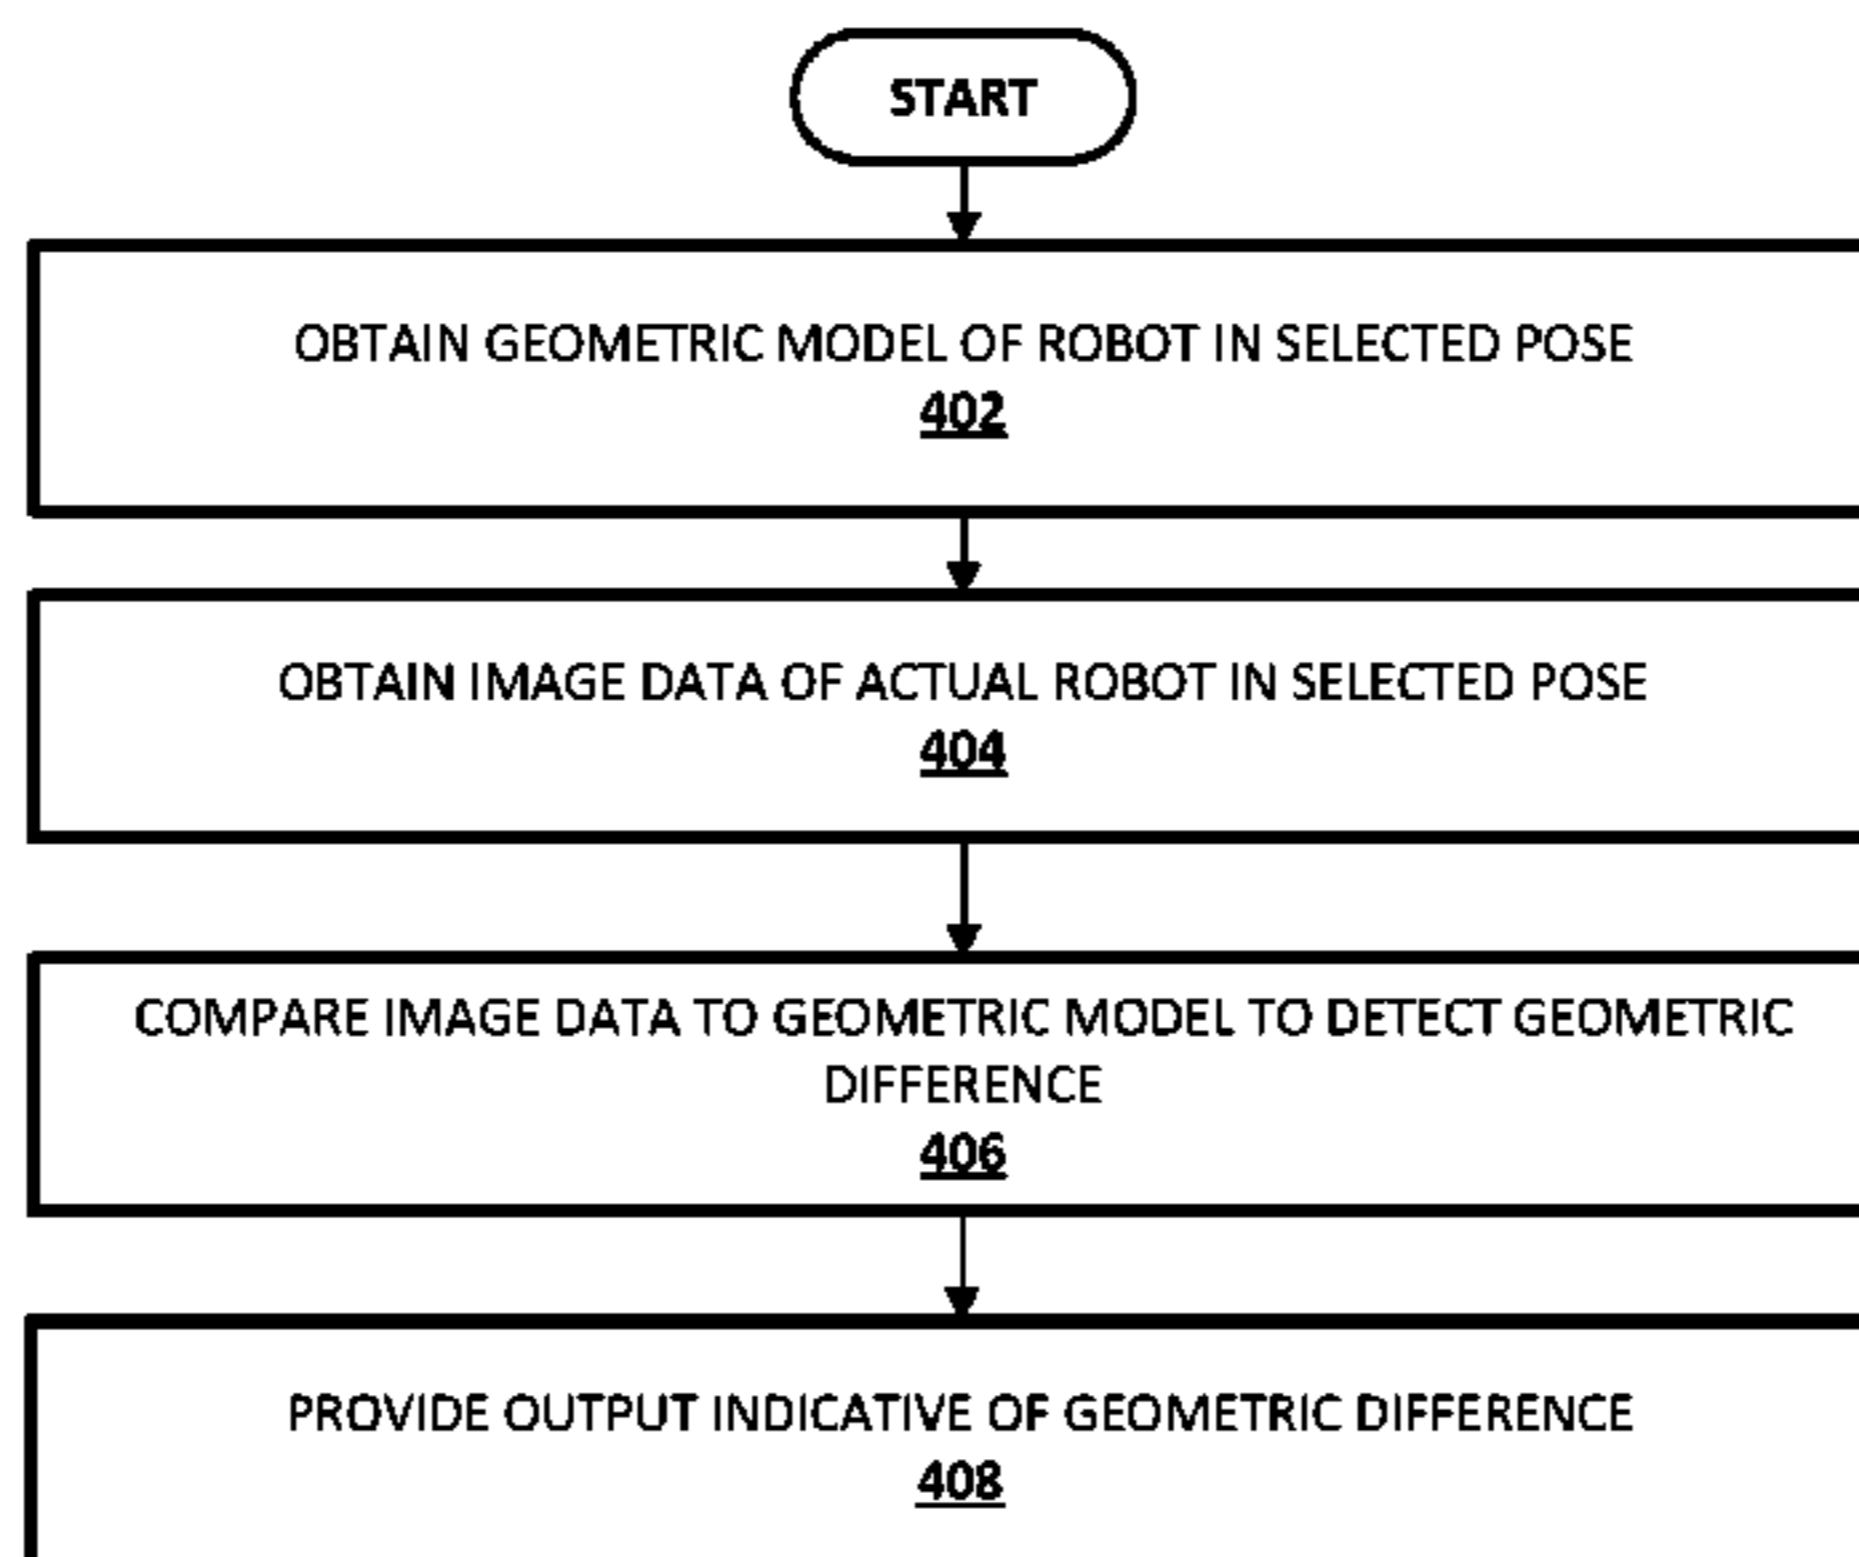 START
OBTAIN GEOMETRIC MODEL OF ROBOT IN SELECTED POSE
402
OBTAIN IMAGE DATA OF ACTUAL ROBOT IN SELECTED POSE
404
COMPARE IMAGE DATA TO GEOMETRIC MODEL TO DETECT GEOMETRIC
DIFFERENCE
406
PROVIDE OUTPUT INDICATIVE OF GEOMETRIC DIFFERENCE
408